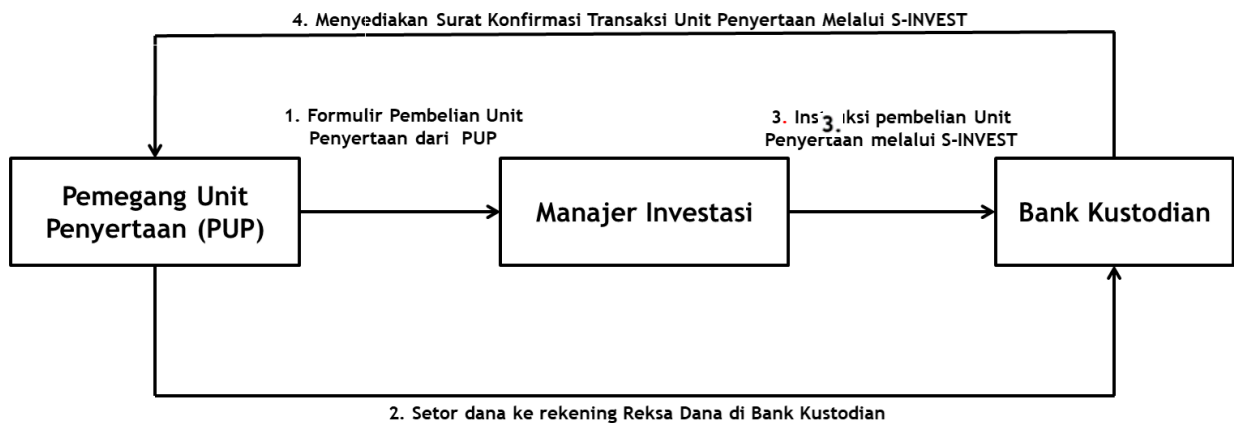 4. Menyediakan Surat Konfirmasi Transaksi Unit Penyertaan Melalui S-INVEST
1. Formulir Pembelian Unit
Penyertaan dari PUP
3. pembelian Unit
3.
Penyertaan melalui S-INVEST
Pemegang Unit
Penyertaan (PUP)
Manajer Investasi
Bank Kustodian
2. Setor dana ke rekening Reksa Dana di Bank Kustodian